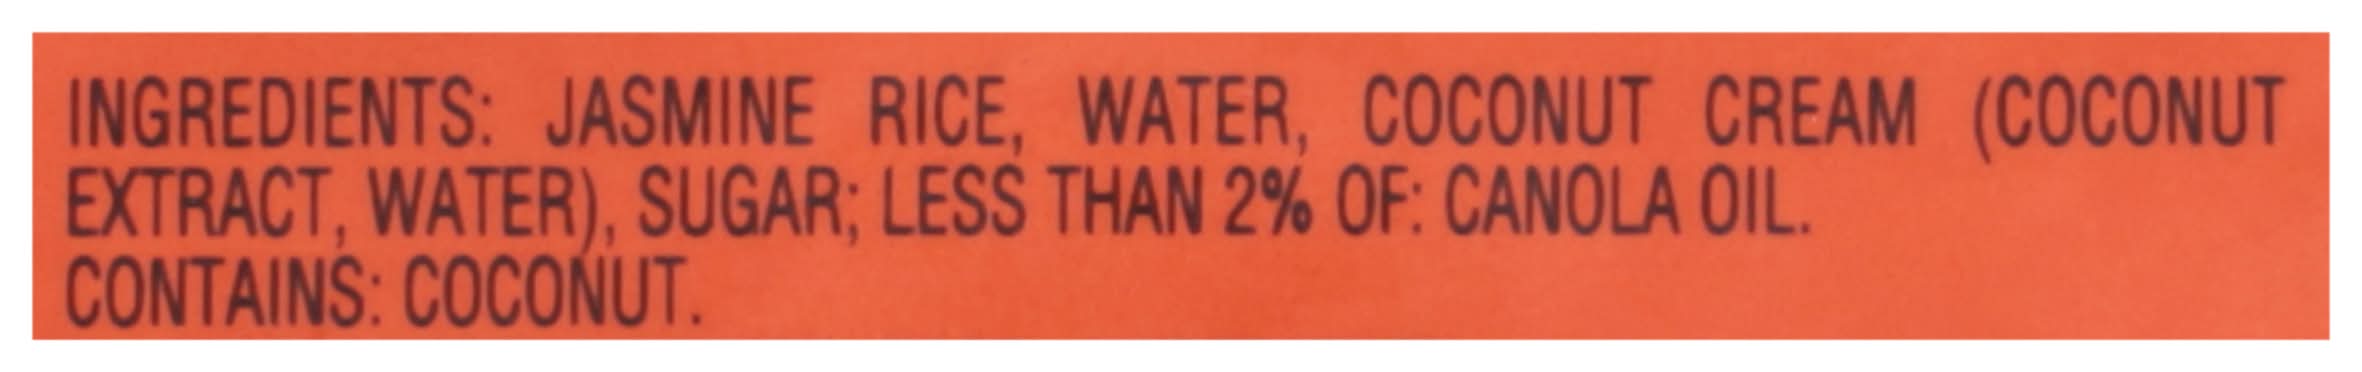 INGREDIENTS: JASMINE RICE, WATER, COCONUT CREAM (COCONUT
EXTRACT, WATER), SUGAR; LESS THAN 2% OF: CANOLA OIL.
CONTAINS: COCONUT.